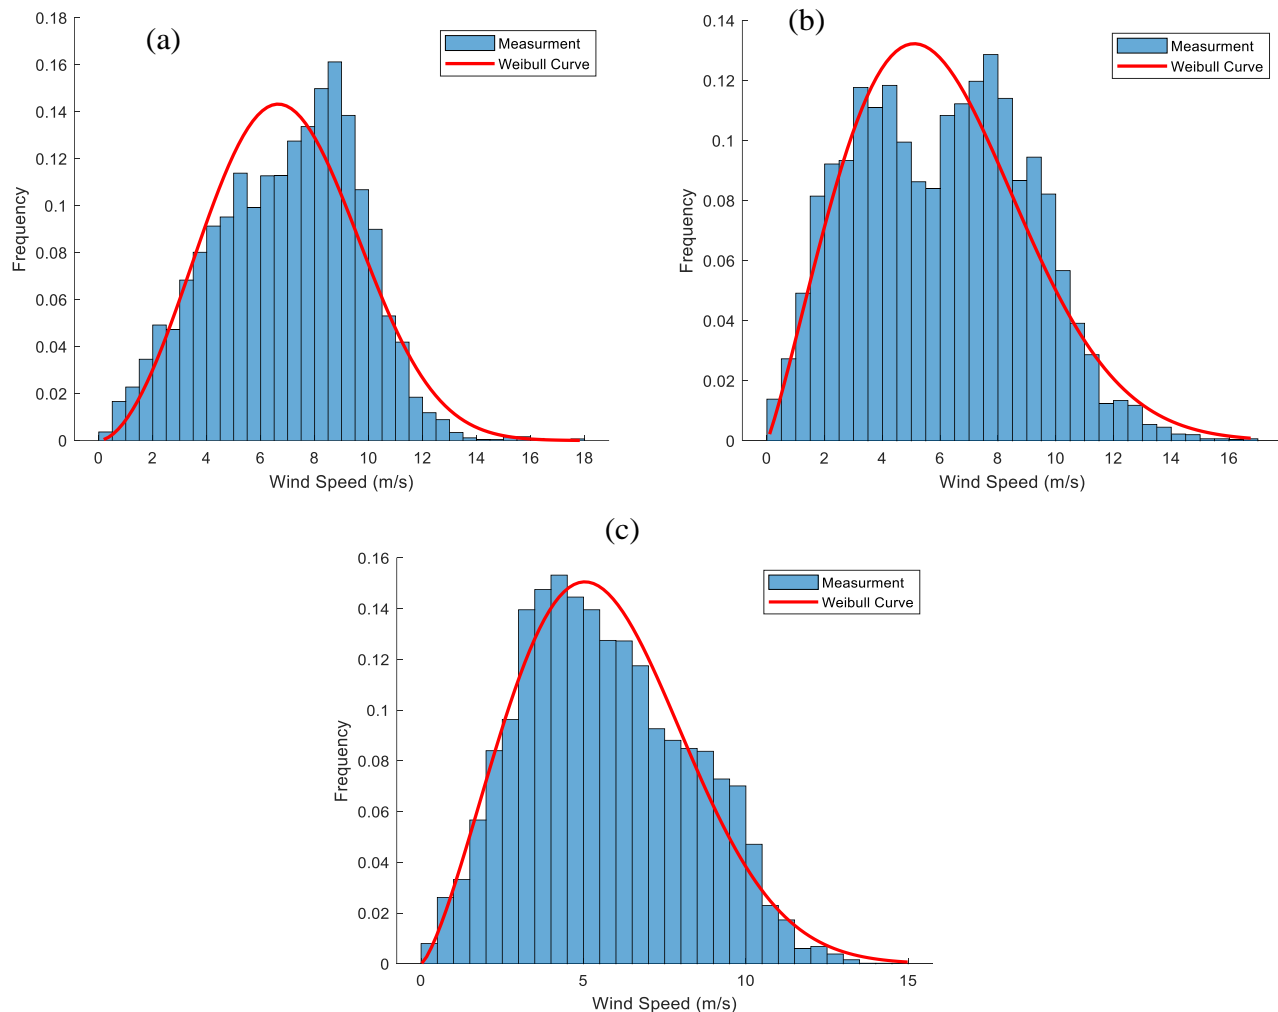 (a)
0.18
0.16
0.14
0.12
0.1
0.08
0.06
0.04
0.02
0
Frequency
Measurment
Weibull Curve
0 2 4 6 8 10 12 14 16 18
Wind Speed (m/s)
(b)
0.14
0.12
0.1
0.08
0.06
0.04
0.02
0
Frequency
Measurment
Weibull Curve
0 2 4 6 8 10 12 14 16
Wind Speed (m/s)
(c)
0.16
0.14
0.12
0.1
0.08
0.06
0.04
0.02
0
Frequency
Measurment
Weibull Curve
0 5 10 15
Wind Speed (m/s)